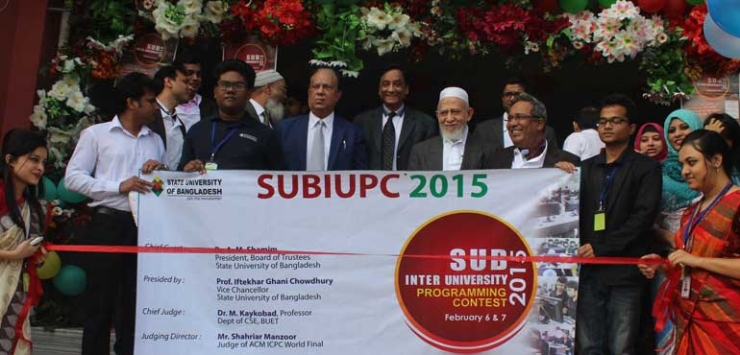 STATE UNIVERSITY
OF BANGLADESH
SUBIUPC 2015
Dr. A. M. Shamim
President, Board of Trustees
State University of Bangladesh
Presided by : Prof. Iftekhar Ghani Chowdhury
Vice Chancellor
State University of Bangladesh
Chief Judge : Dr. M. Kaykobad, Professor
Dept of CSE, BUET
Judging Director : Mr. Shahriar Manzoor
Judge of ACM ICPC World Final
SUB'S
INTER UNIVERSITY
PROGRAMMING
CONTEST
2015
February 6 & 7